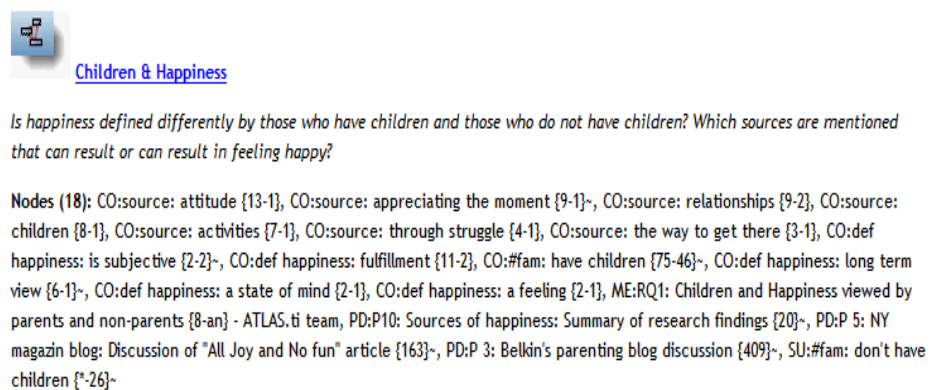 Children & Happiness
Is happiness defined differently by those who have children and those who do not have children? Which sources are mentioned
that can result or can result in feeling happy?
Nodes (18): CO:source: attitude {13-1}, CO:source: appreciating the moment {9-1}~, CO:source: relationships {9-2}, CO:source:
children {8-1}, CO:source: activities {7-1}, CO:source: through struggle {4-1}, CO:source: the way to get there {3-1}, CO:def
happiness: is subjective {2-2}~, CO:def happiness: fulfillment {11-2}, CO:#fam: have children {75-46}~, CO:def happiness: long term
view {6-1}~, CO:def happiness: a state of mind {2-1}, CO:def happiness: a feeling {2-1}, ME:RQ1: Children and Happiness viewed by
parents and non-parents {8-an} - ATLAS.ti team, PD:P10: Sources of happiness: Summary of research findings {20}~, PD:P 5: NY
magazin blog: Discussion of "All Joy and No fun" article {163}~, PD:P 3: Belkin's parenting blog discussion {409}~, SU:#fam: don't have
children {*-26}~